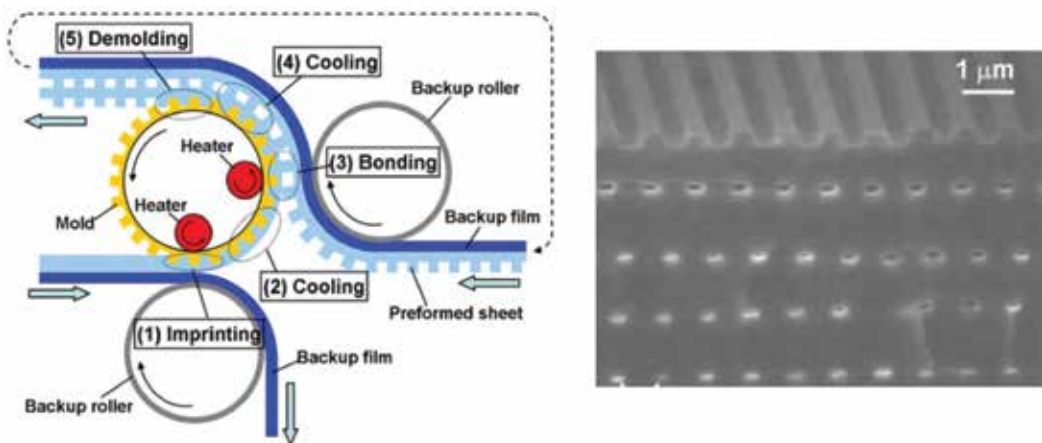 (5) Demolding
(4) Cooling
Backup roller
Heater
(3) Bonding
Heater
Mold
Backup film
(2) Cooling
Preformed sheet
(1) Imprinting
Backup film
Backup roller
1 μm